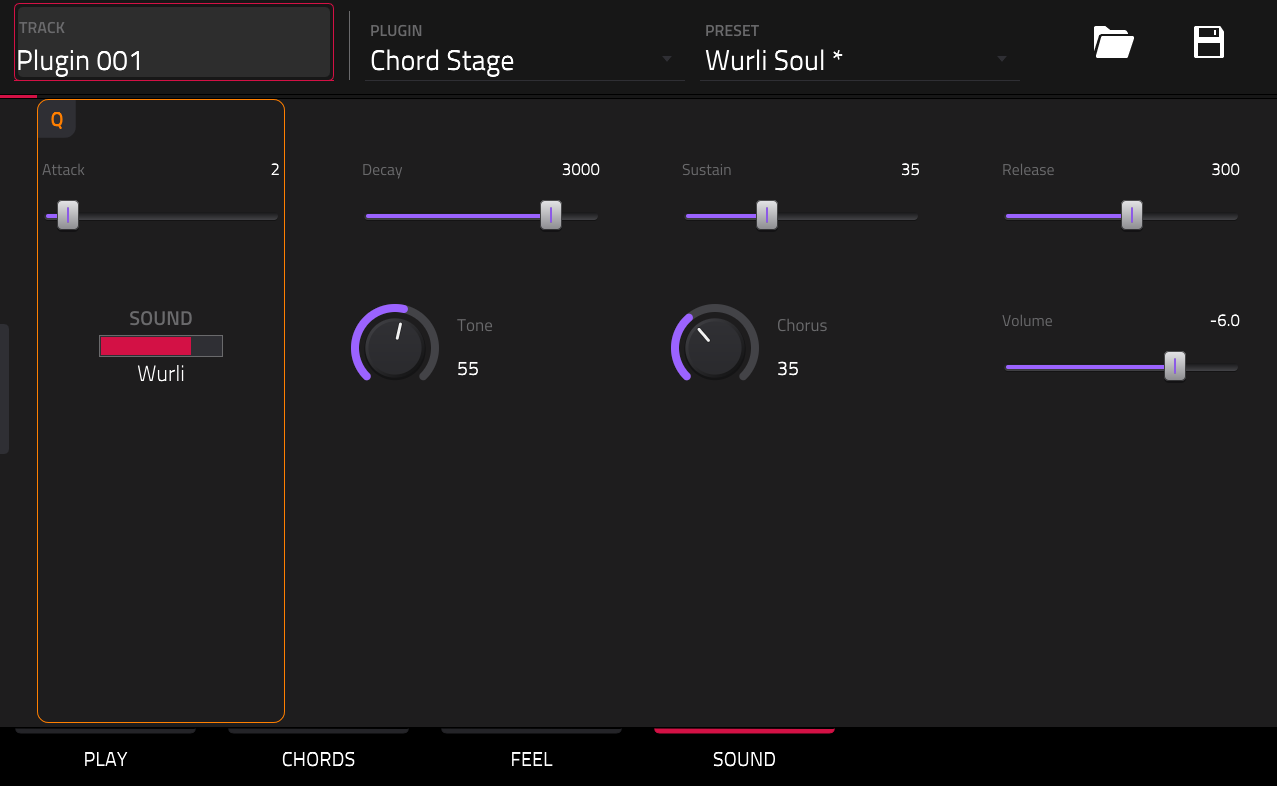 TRACK
Plugin 001
PLUGIN
Chord Stage
PRESET
Wurli Soul *
Q
Attack 2
Decay 3000
Sustain 35
Release 300
SOUND
Wurli
Tone
55
Chorus
35
Volume -6.0
PLAY
CHORDS
FEEL
SOUND